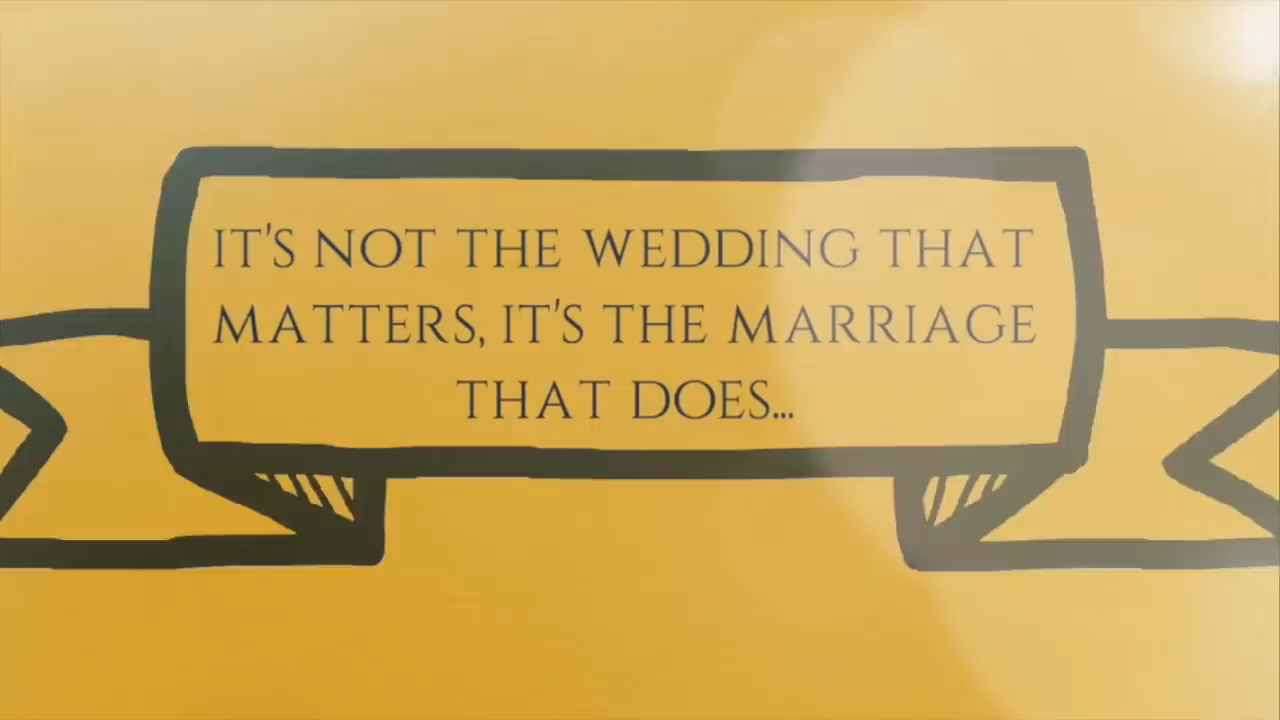 IT'S NOT THE WEDDING THAT
MATTERS, IT'S THE MARRIAGE
THAT DOES...